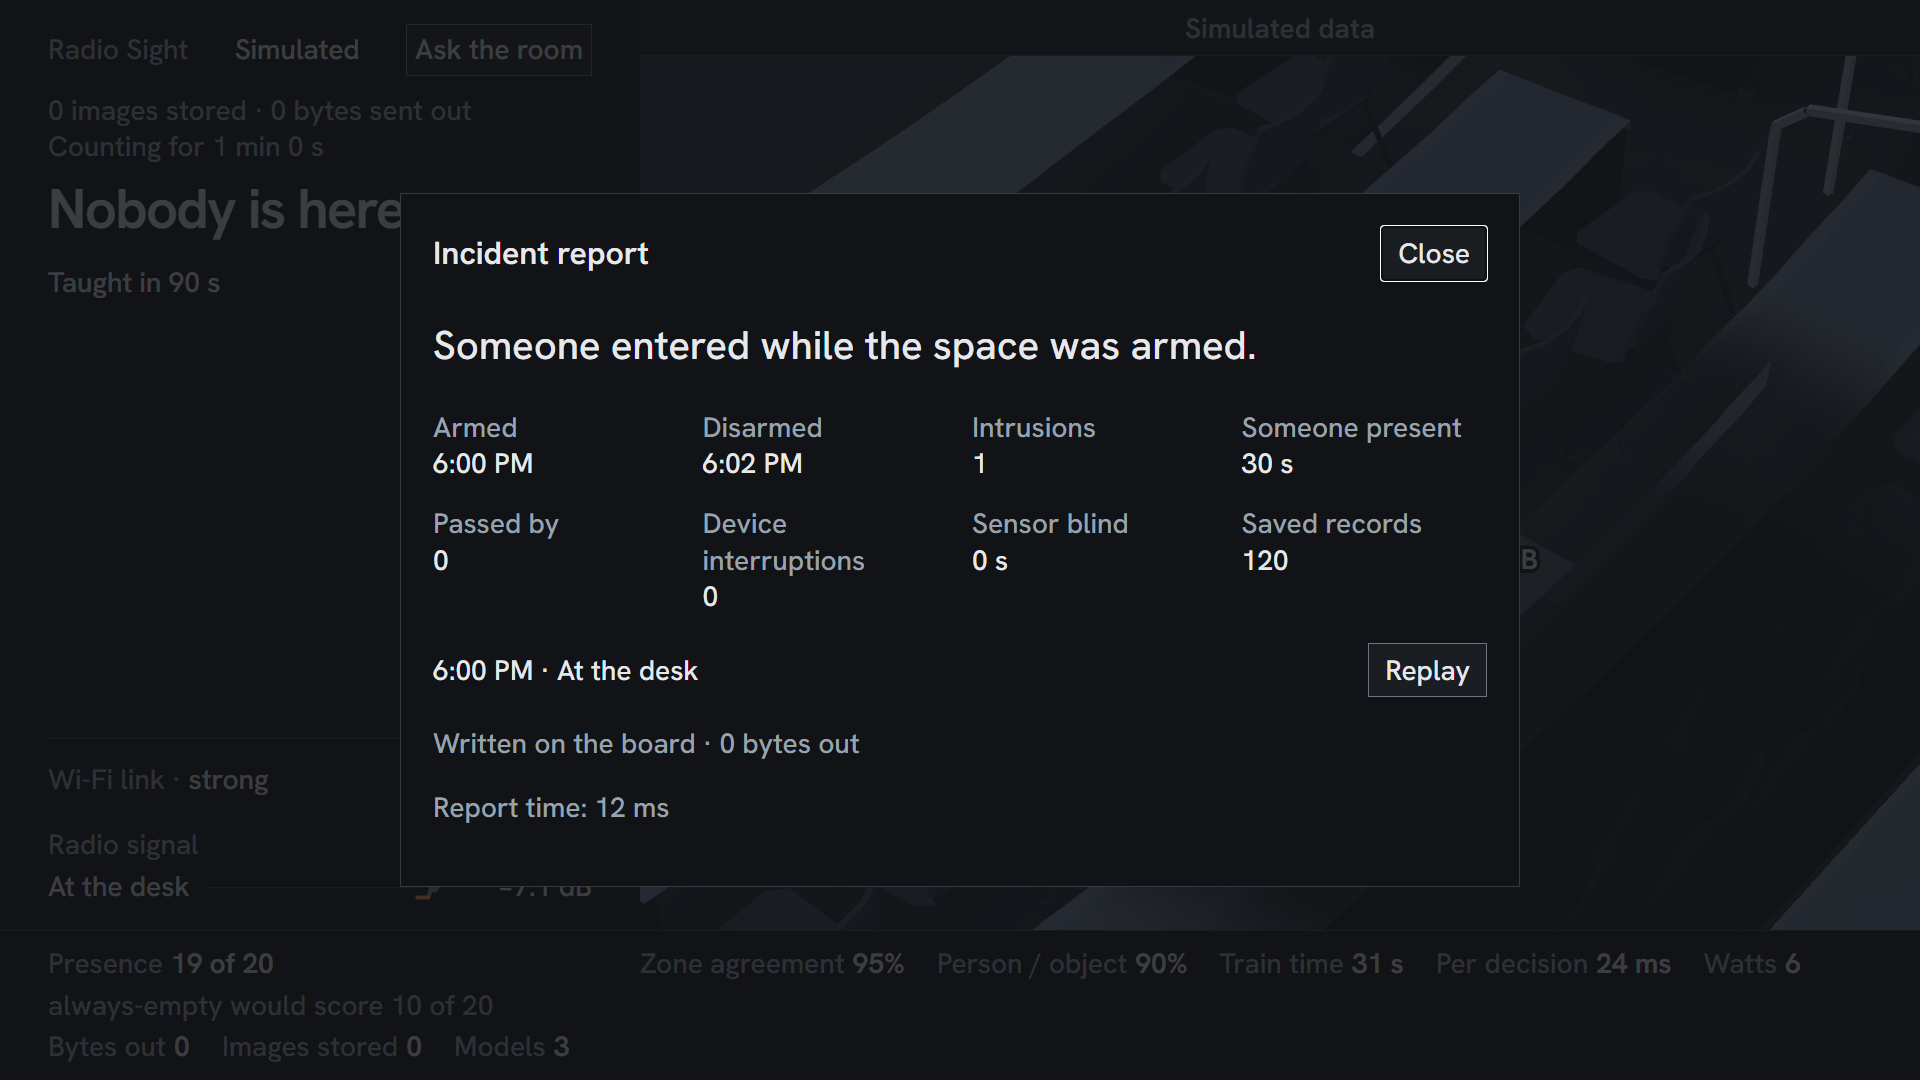 Radio Sight Simulated Ask the room
Simulated data
0 images stored · 0 bytes sent out
Counting for 1 min 0 s
Nobody is here
Taught in 90 s
Incident report Close
Someone entered while the space was armed.
Armed Disarmed Intrusions Someone present
6:00 PM 6:02 PM 1 30 s
Passed by Device interruptions Sensor blind Saved records
0 0 0 s 120
B
6:00 PM · At the desk Replay
Written on the board · 0 bytes out
Report time: 12 ms
Wi-Fi link · strong
Radio signal
At the desk −7.1 dB
Presence 19 of 20 Zone agreement 95% Person / object 90% Train time 31 s Per decision 24 ms Watts 6
always-empty would score 10 of 20
Bytes out 0 Images stored 0 Models 3